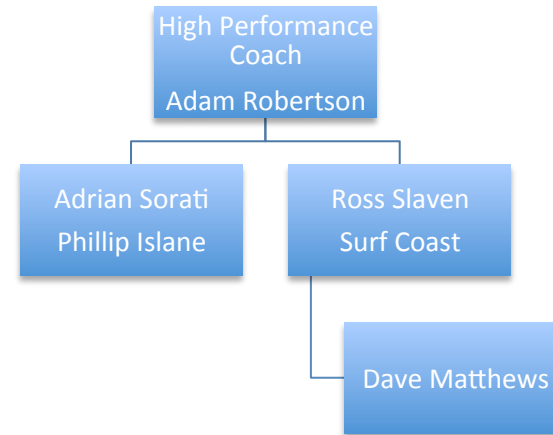 High Performance
Coach
Adam Robertson
Adrian Sorati
Phillip Islane
Ross Slaven
Surf Coast
Dave Matthews